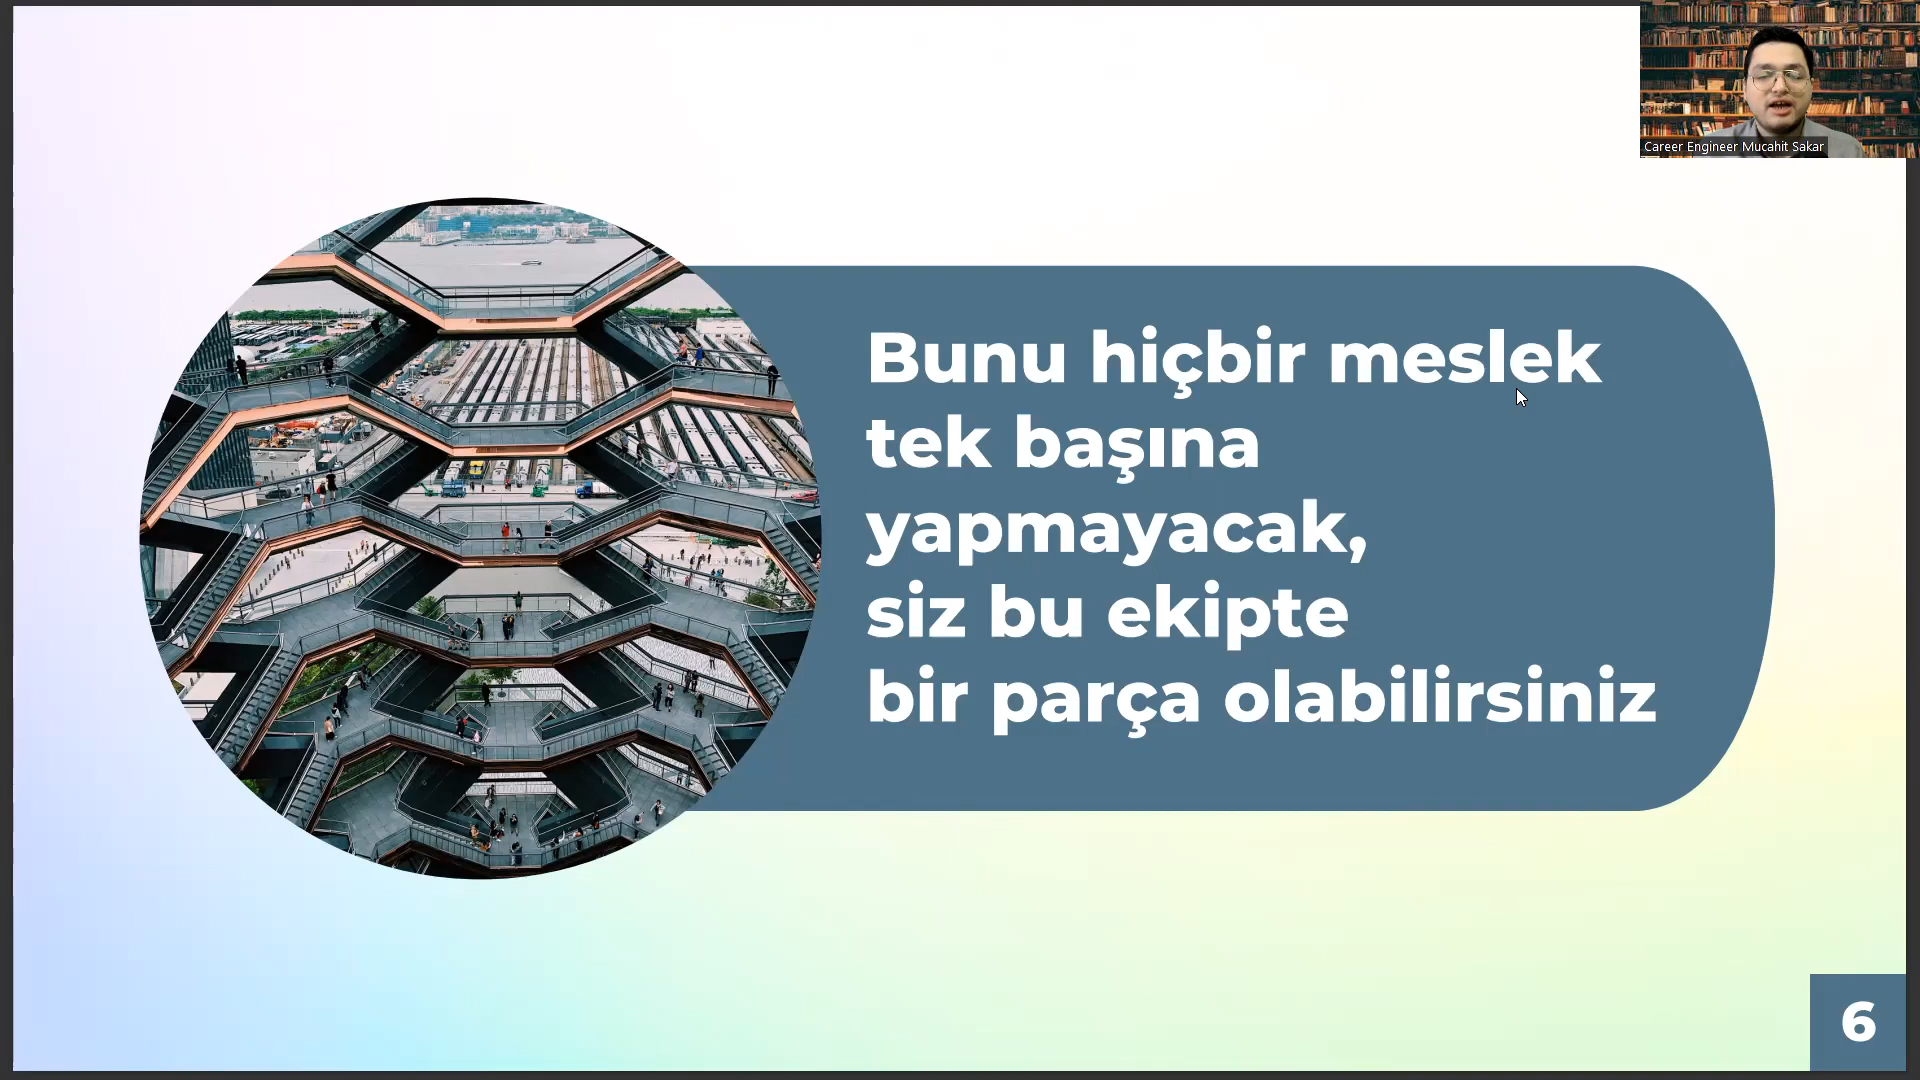 Career Engineer Mucahit Sakar
Bunu hiçbir meslek
tek başına
yapmayacak,
siz bu ekipte
bir parça olabilirsiniz
6